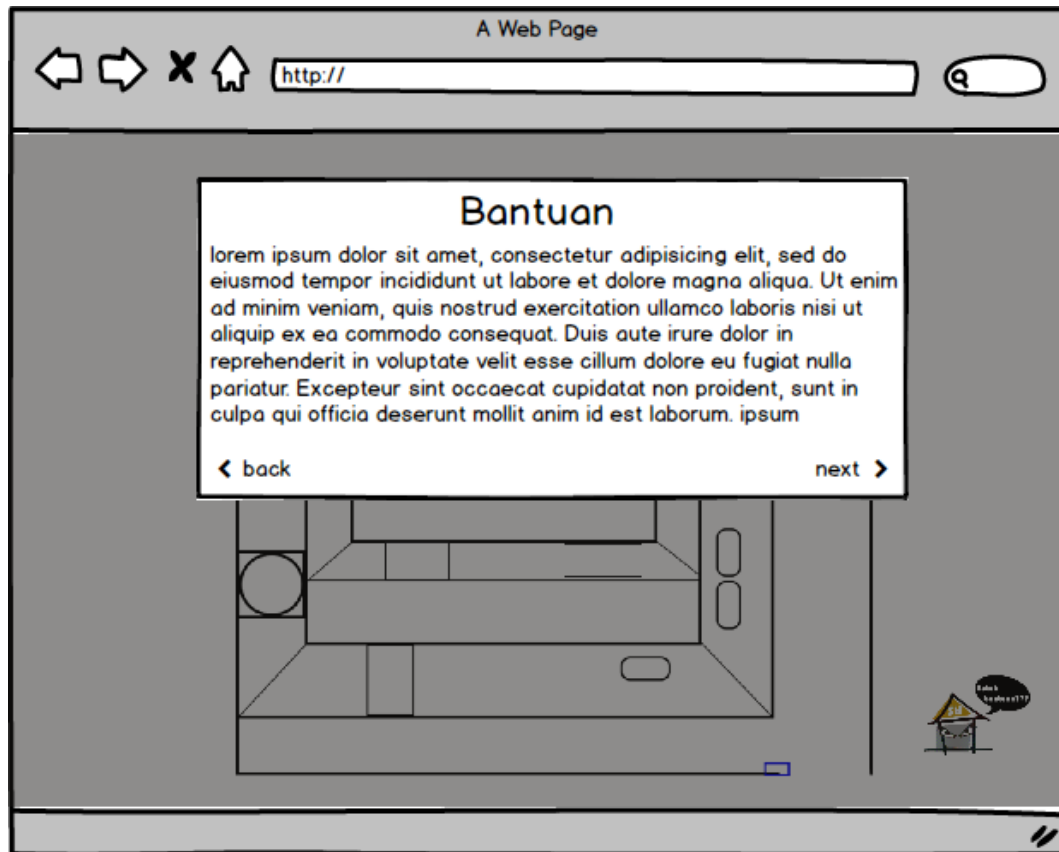 A Web Page
http://
Bantuan
lorem ipsum dolor sit amet, consectetur adipisicing elit, sed do
eiusmod tempor incididunt ut labore et dolore magna aliqua. Ut enim
ad minim veniam, quis nostrud exercitation ullamco laboris nisi ut
aliquip ex ea commodo consequat. Duis aute irure dolor in
reprehenderit in voluptate velit esse cillum dolore eu fugiat nulla
pariatur. Excepteur sint occaecat cupidatat non proident, sunt in
culpa qui officia deserunt mollit anim id est laborum. ipsum
back
next